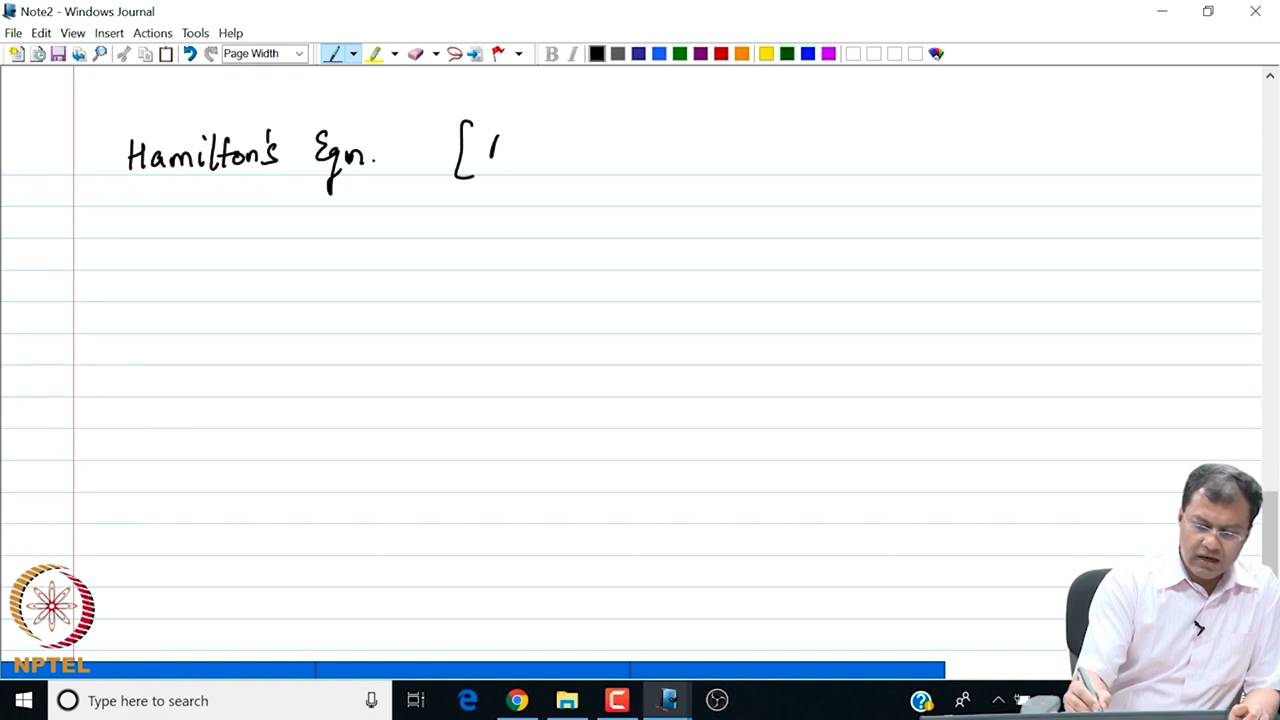 Note2 - Windows Journal
File Edit View Insert Actions Tools Help
Page Width
B I
Hamilton's Eqn. [
NPTEL
Type here to search